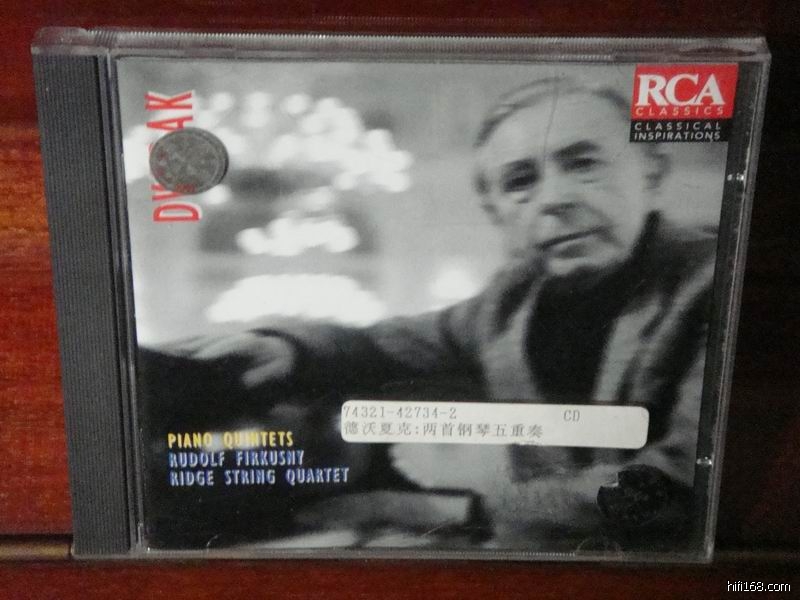 RCA
CLASSICS
CLASSICAL
INSPIRATIONS
74321-42734-2 CD
德沃夏克:两首钢琴五重奏
PIANO QUINTETS
RUDOLF FIRKUSNY
RIDGE STRING QUARTET
hifi168.com